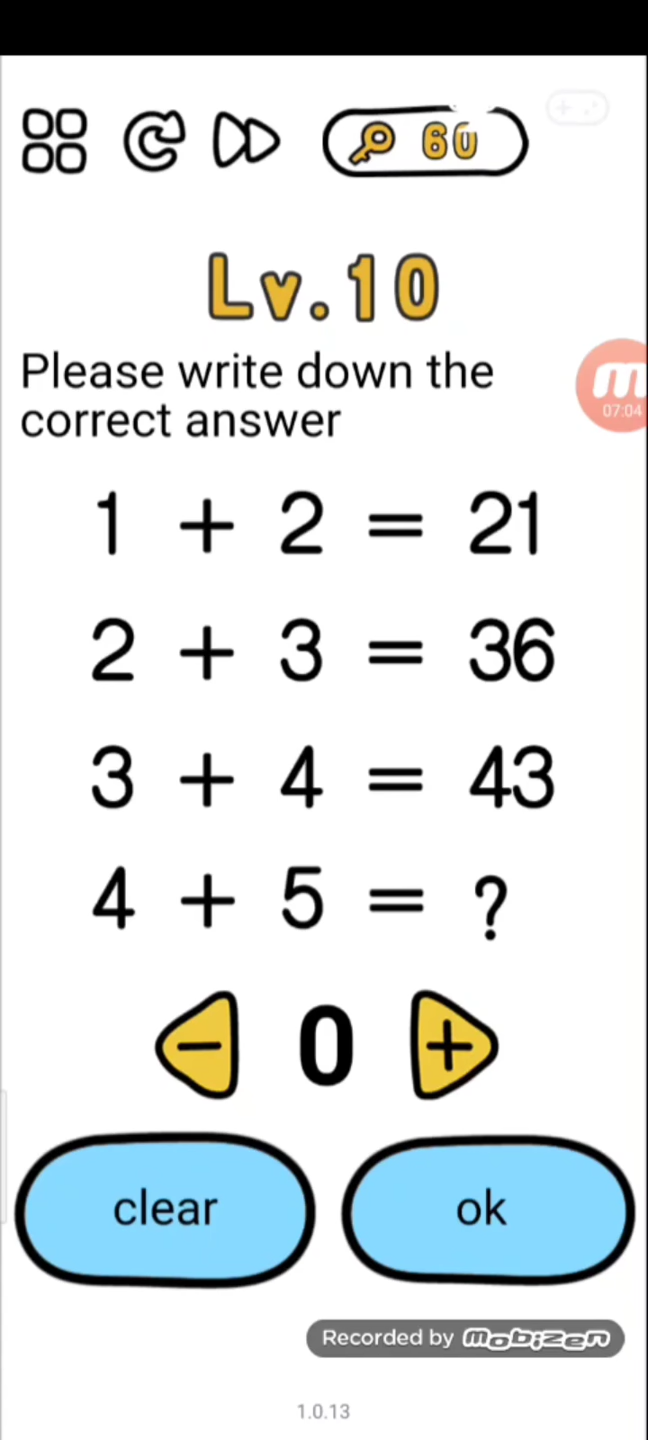 60
Lv.10
Please write down the
correct answer
07:04
1 + 2 = 21
2 + 3 = 36
3 + 4 = 43
4 + 5 = ?
− 0 +
clear ok
Recorded by mobizen
1.0.13